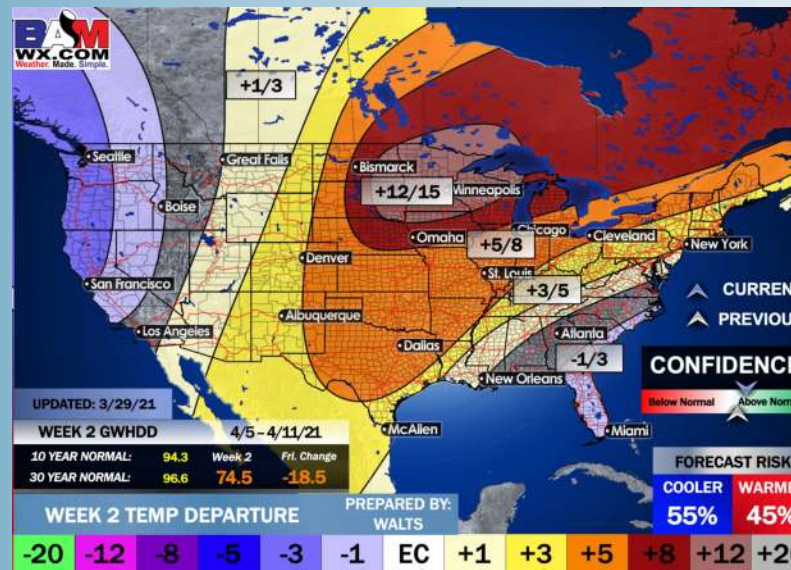 BAM
WX.COM
Weather. Made. Simple.
+1/3
Seattle
Great Falls
Bismarck
+12/15
Minneapolis
Boise
Omaha
+5/8
Chicago
Cleveland
New York
Denver
St. Louis
San Francisco
+3/5
CURREN
Los Angeles
Albuquerque
Atlanta
PREVIOU
Dallas
-1/3
New Orleans
CONFIDENCE
Below Normal
Above Norm
UPDATED: 3/29/21
McAllen
Miami
WEEK 2 GWHDD 4/5 – 4/11/21
10 YEAR NORMAL: 94.3 Week 2 Fri. Change
30 YEAR NORMAL: 96.6 74.5 -18.5
FORECAST RISK
COOLER WARME
55% 45%
WEEK 2 TEMP DEPARTURE
PREPARED BY:
WALTS
-20 -12 -8 -5 -3 -1 EC +1 +3 +5 +8 +12 +20